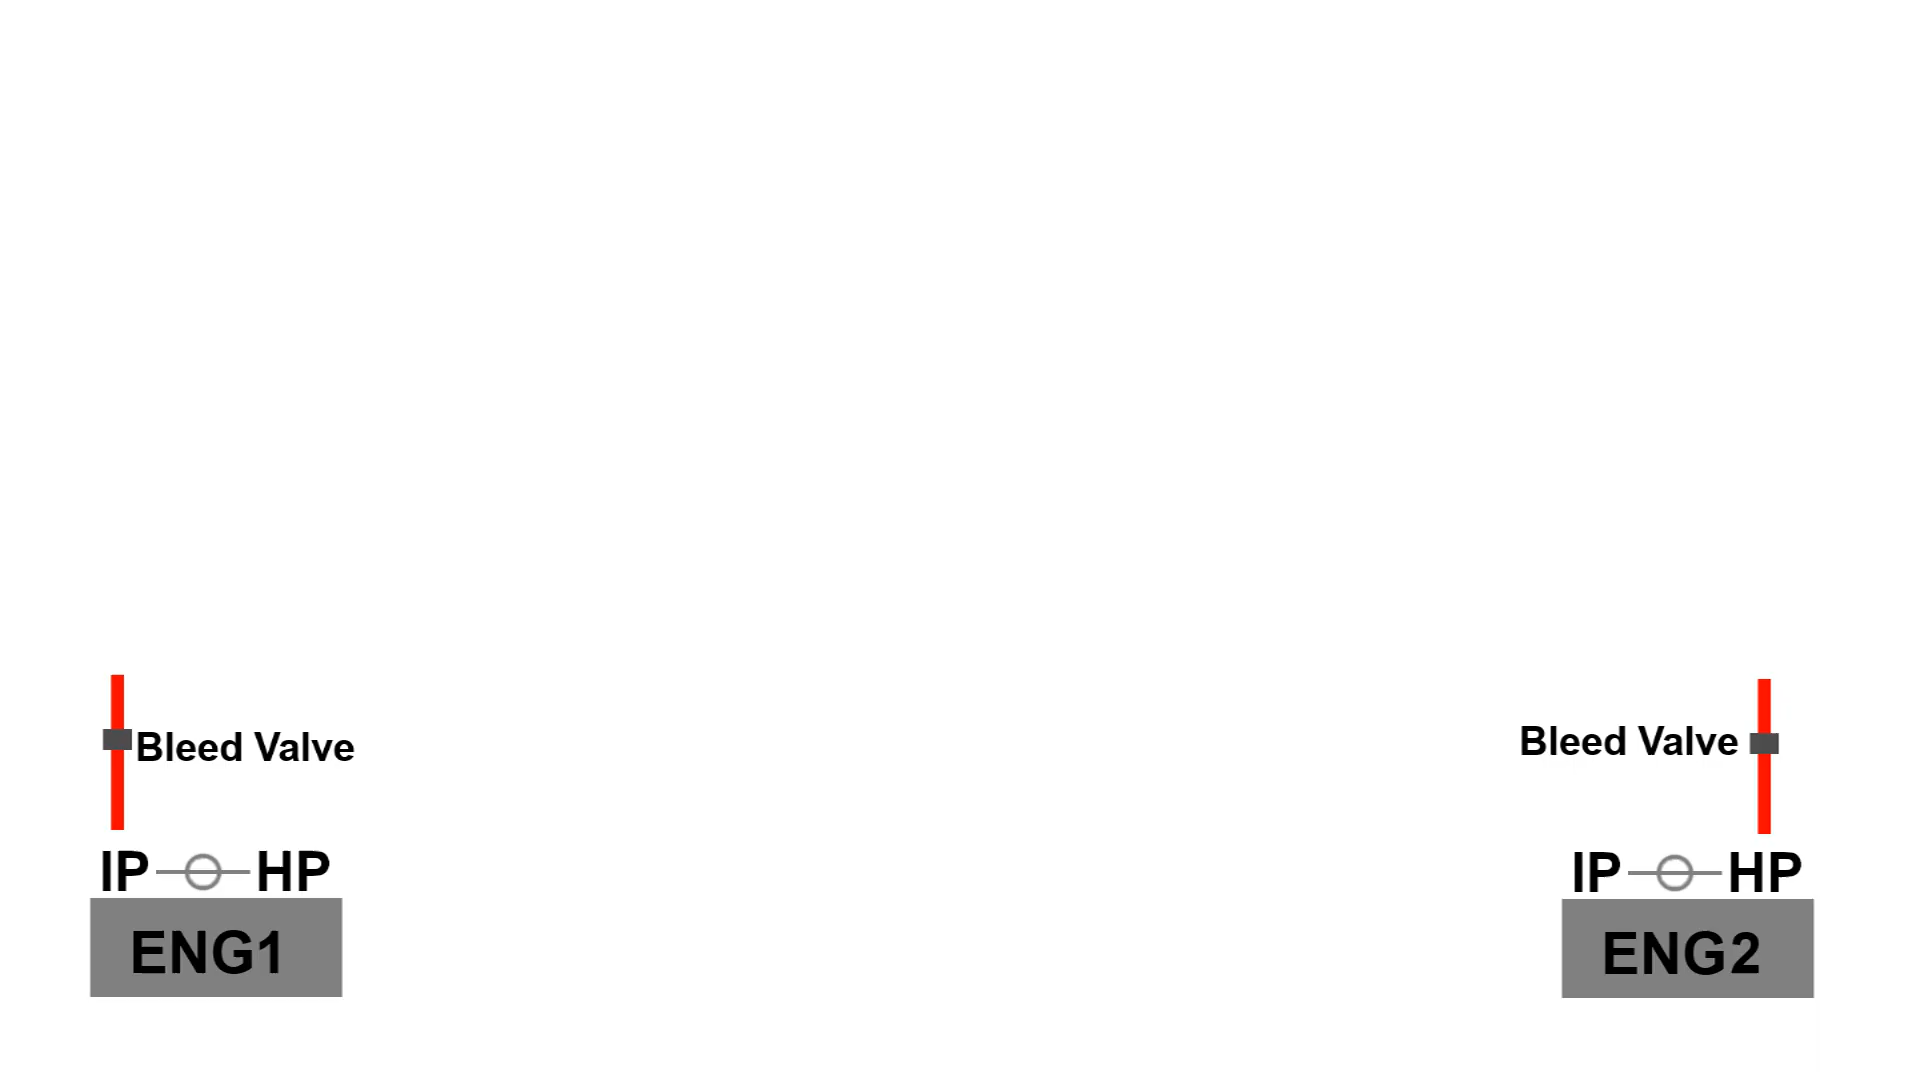 Bleed Valve
Bleed Valve
IP HP
IP HP
ENG1
ENG2